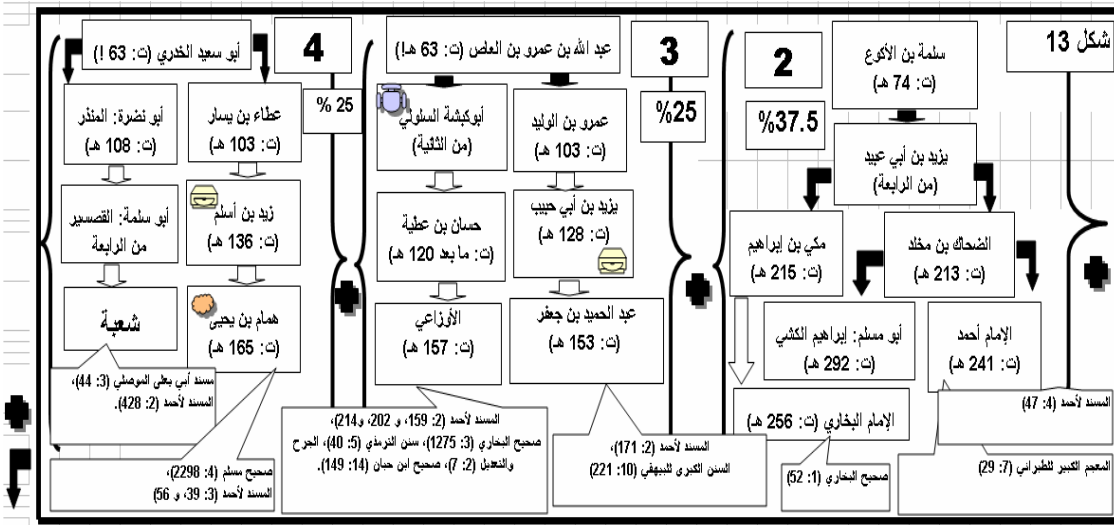 شكل 13
سلمة بن الأكوع
(ت: 74 هـ)
2
%37.5
يزيد بن أبي عبيد
(من الرابعة)
الضحاك بن مخلد
(ت: 213 هـ)
مكي بن إبراهيم
(ت: 215 هـ)
الإمام أحمد
(ت: 241 هـ)
أبو مسلم: إبراهيم الكشي
(ت: 292 هـ)
الإمام البخاري (ت: 256 هـ)
المسند لأحمد (4: 47)
المعجم الكبير للطبراني (7: 29)
صحيح البخاري (1: 52)
3
%25
عبد الله بن عمرو بن العاص (ت: 63 هـ!)
عمرو بن الوليد
(ت: 103 هـ)
أبوكبشة السلولي
(من الثانية)
يزيد بن أبي حبيب
(ت: 128 هـ)
حسان بن عطية
(ت: ما بعد 120 هـ)
عبد الحميد بن جعفر
(ت: 153 هـ)
الأوزاعي
(ت: 157 هـ)
المسند لأحمد (2: 171)
السنن الكبرى للبيهقي (10: 221)
المسند لأحمد (2: 159، و 202، و214)،
صحيح البخاري (3: 1275)، سنن الترمذي (5: 40)، الجرح
والتعديل (2: 7)، صحيح ابن حبان (14: 149).
4
% 25
أبو سعيد الخدري (ت: 63 !)
عطاء بن يسار
(ت: 103 هـ)
أبو نضرة: المنذر
(ت: 108 هـ)
زيد بن أسلم
(ت: 136 هـ)
أبو سلمة: القصسير
من الرابعة
همام بن يحيى
(ت: 165 هـ)
شعبة
مسند أبي يعلى الموصلي (3: 44)،
المسند لأحمد (2: 428).
صحيح مسلم (4: 2298)
المسند لأحمد (3: 39، و 56)